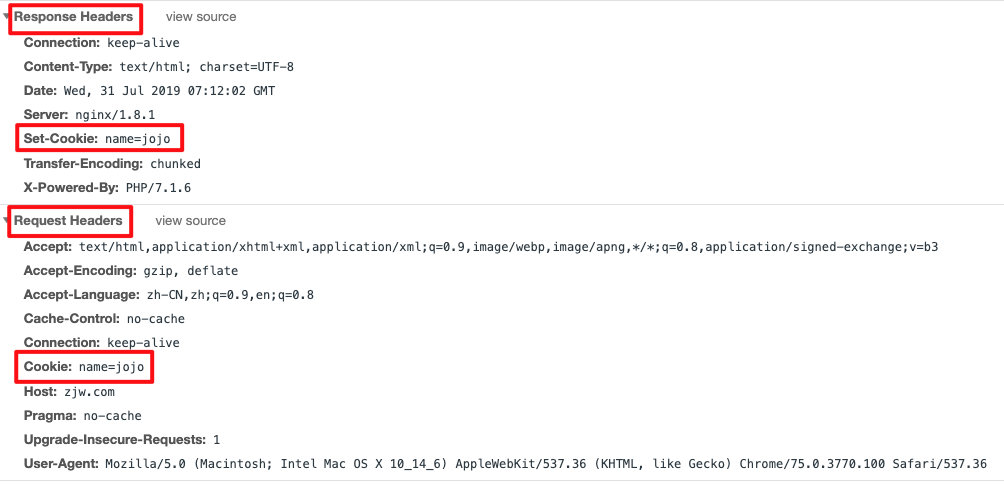 Response Headers view source
Connection: keep-alive
Content-Type: text/html; charset=UTF-8
Date: Wed, 31 Jul 2019 07:12:02 GMT
Server: nginx/1.8.1
Set-Cookie: name=jojo
Transfer-Encoding: chunked
X-Powered-By: PHP/7.1.6
Request Headers view source
Accept: text/html,application/xhtml+xml,application/xml;q=0.9,image/webp,image/apng,*/*;q=0.8,application/signed-exchange;v=b3
Accept-Encoding: gzip, deflate
Accept-Language: zh-CN,zh;q=0.9,en;q=0.8
Cache-Control: no-cache
Connection: keep-alive
Cookie: name=jojo
Host: zjw.com
Pragma: no-cache
Upgrade-Insecure-Requests: 1
User-Agent: Mozilla/5.0 (Macintosh; Intel Mac OS X 10_14_6) AppleWebKit/537.36 (KHTML, like Gecko) Chrome/75.0.3770.100 Safari/537.36